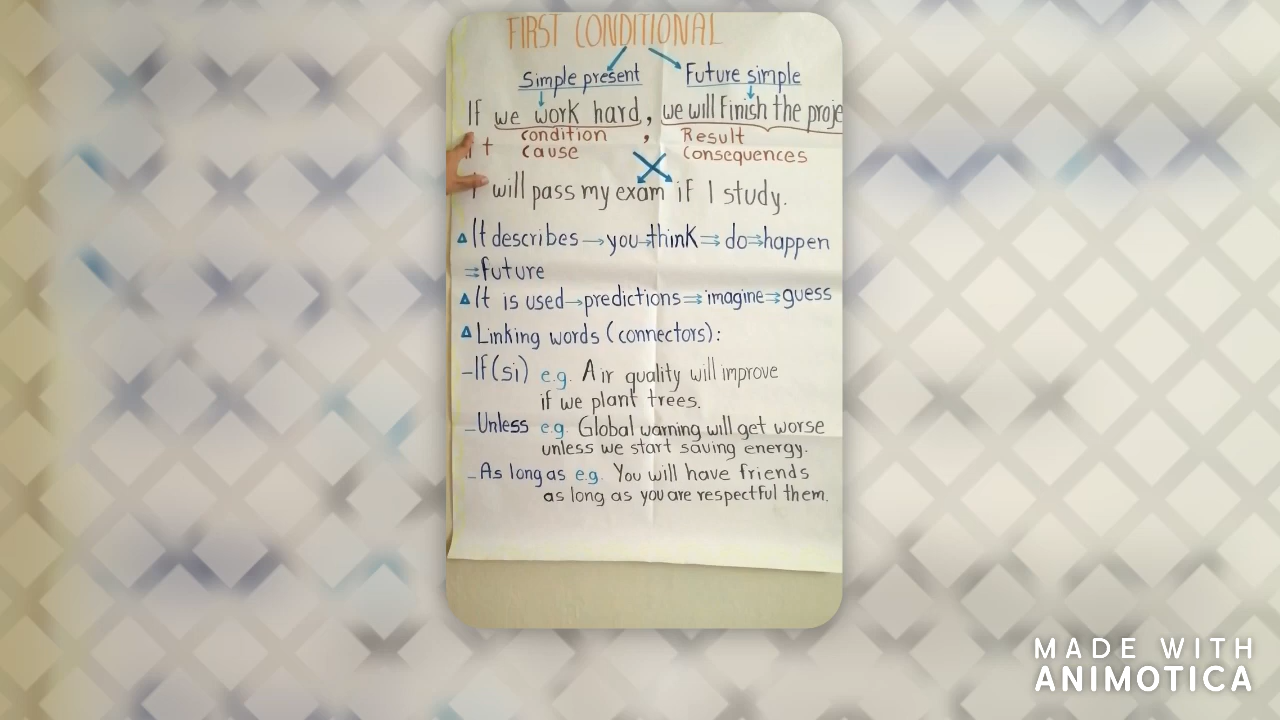 FIRST CONDITIONAL
Simple present Future simple
If we work hard, we will finish the proje
If + condition , Result
cause Consequences
I will pass my exam if I study.
It describes → you → think ⇒ do ⇒ happen
⇒ future
It is used → predictions ⇒ imagine ⇒ guess
Linking words (connectors):
- If (si) e.g. Air quality will improve
if we plant trees.
- Unless e.g. Global warning will get worse
unless we start saving energy.
- As long as e.g. You will have friends
as long as you are respectful them.
MADE WITH
ANIMOTICA